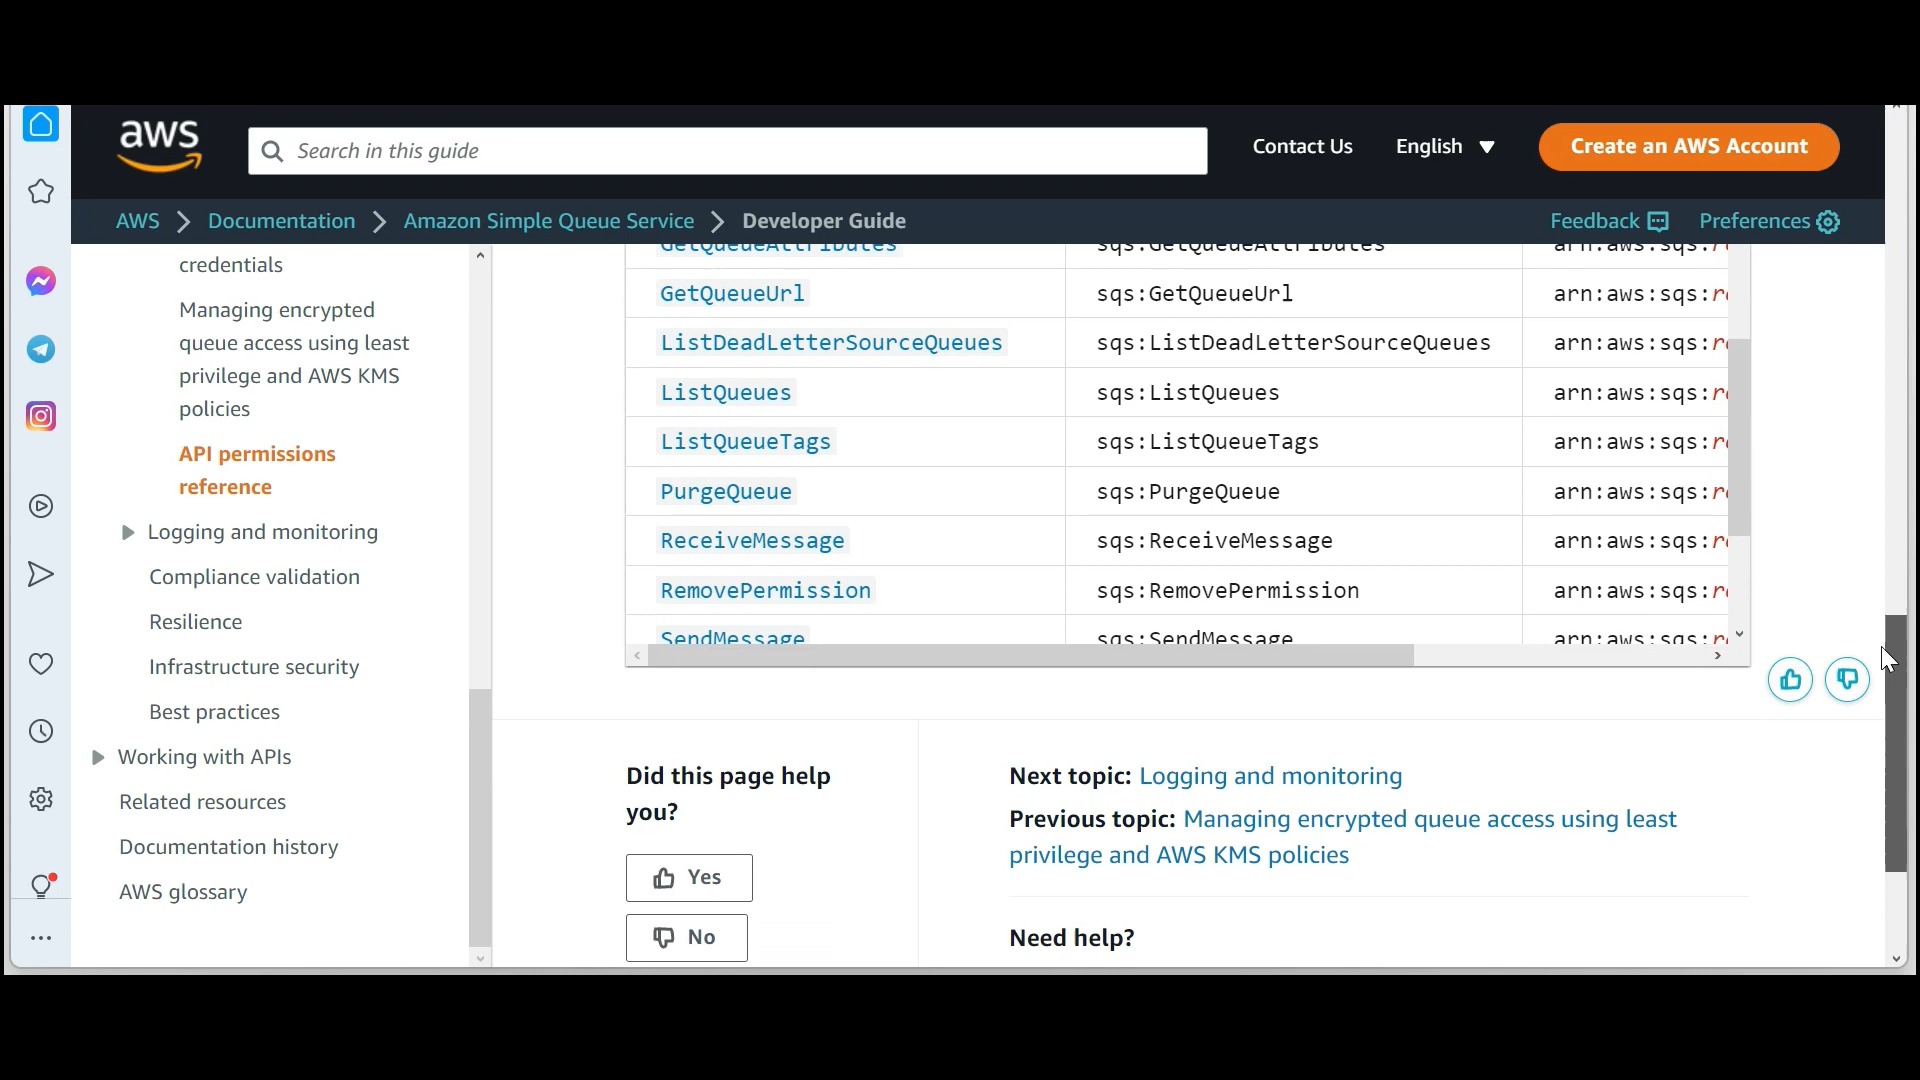 aws
Search in this guide
Contact Us
English
Create an AWS Account
AWS
Documentation
Amazon Simple Queue Service
Developer Guide
Feedback
Preferences
credentials
Managing encrypted
queue access using least
privilege and AWS KMS
policies
API permissions
reference
Logging and monitoring
Compliance validation
Resilience
Infrastructure security
Best practices
Working with APIs
Related resources
Documentation history
AWS glossary
GetQueueAttributes sqs:GetQueueAttributes arn:aws:sqs:
GetQueueUrl sqs:GetQueueUrl arn:aws:sqs:
ListDeadLetterSourceQueues sqs:ListDeadLetterSourceQueues arn:aws:sqs:
ListQueues sqs:ListQueues arn:aws:sqs:
ListQueueTags sqs:ListQueueTags arn:aws:sqs:
PurgeQueue sqs:PurgeQueue arn:aws:sqs:
ReceiveMessage sqs:ReceiveMessage arn:aws:sqs:
RemovePermission sqs:RemovePermission arn:aws:sqs:
SendMessage sqs:SendMessage arn:aws:sqs:
Did this page help
you?
Yes
No
Next topic: Logging and monitoring
Previous topic: Managing encrypted queue access using least
privilege and AWS KMS policies
Need help?